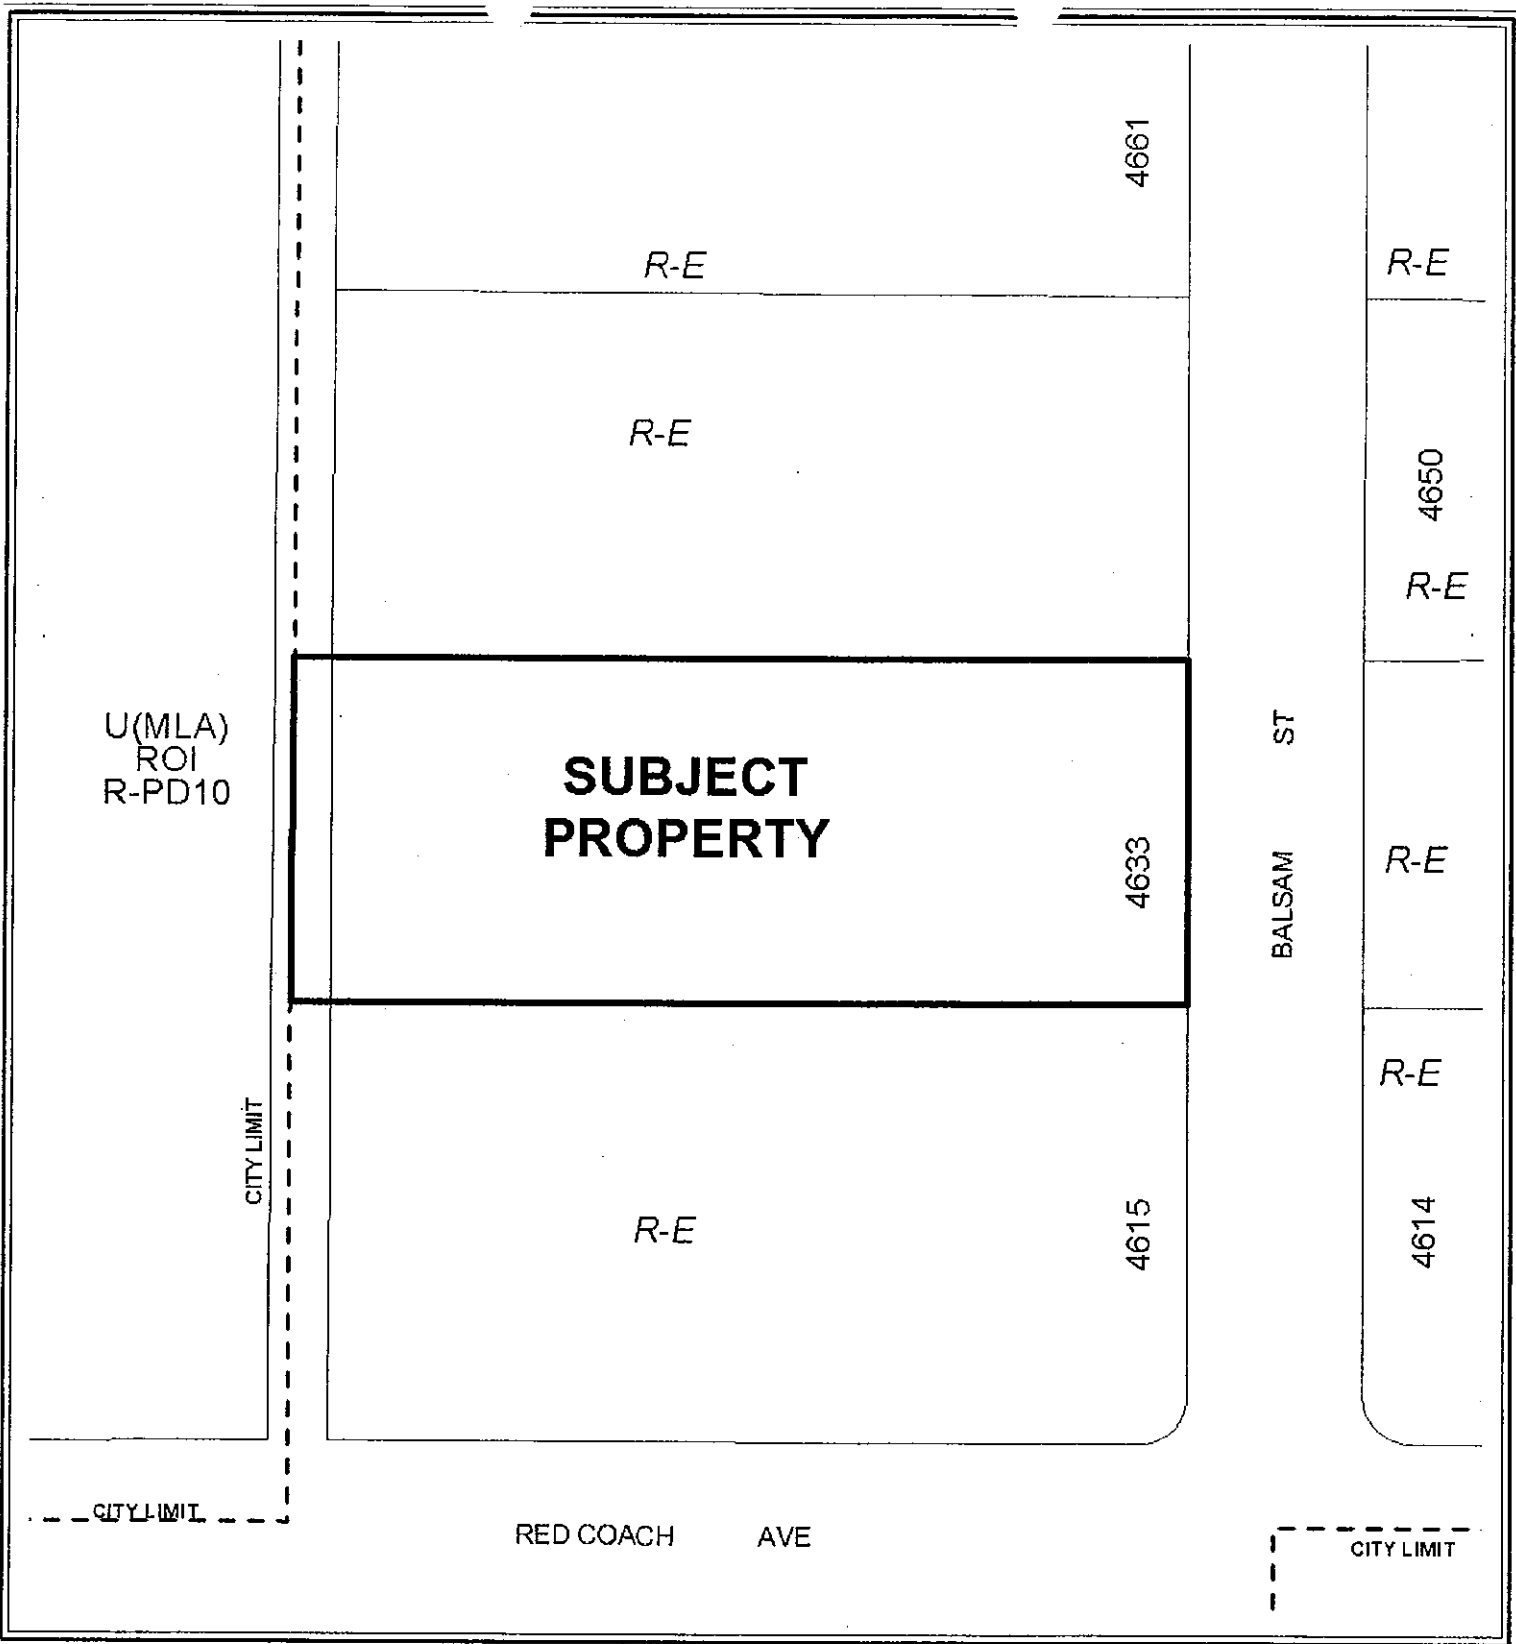 4661
R-E
R-E
R-E
4650
R-E
U(MLA)
ROI
R-PD10
SUBJECT
PROPERTY
4633
BALSAM ST
R-E
R-E
CITY LIMIT
R-E
4615
4614
CITY LIMIT
RED COACH AVE
CITY LIMIT